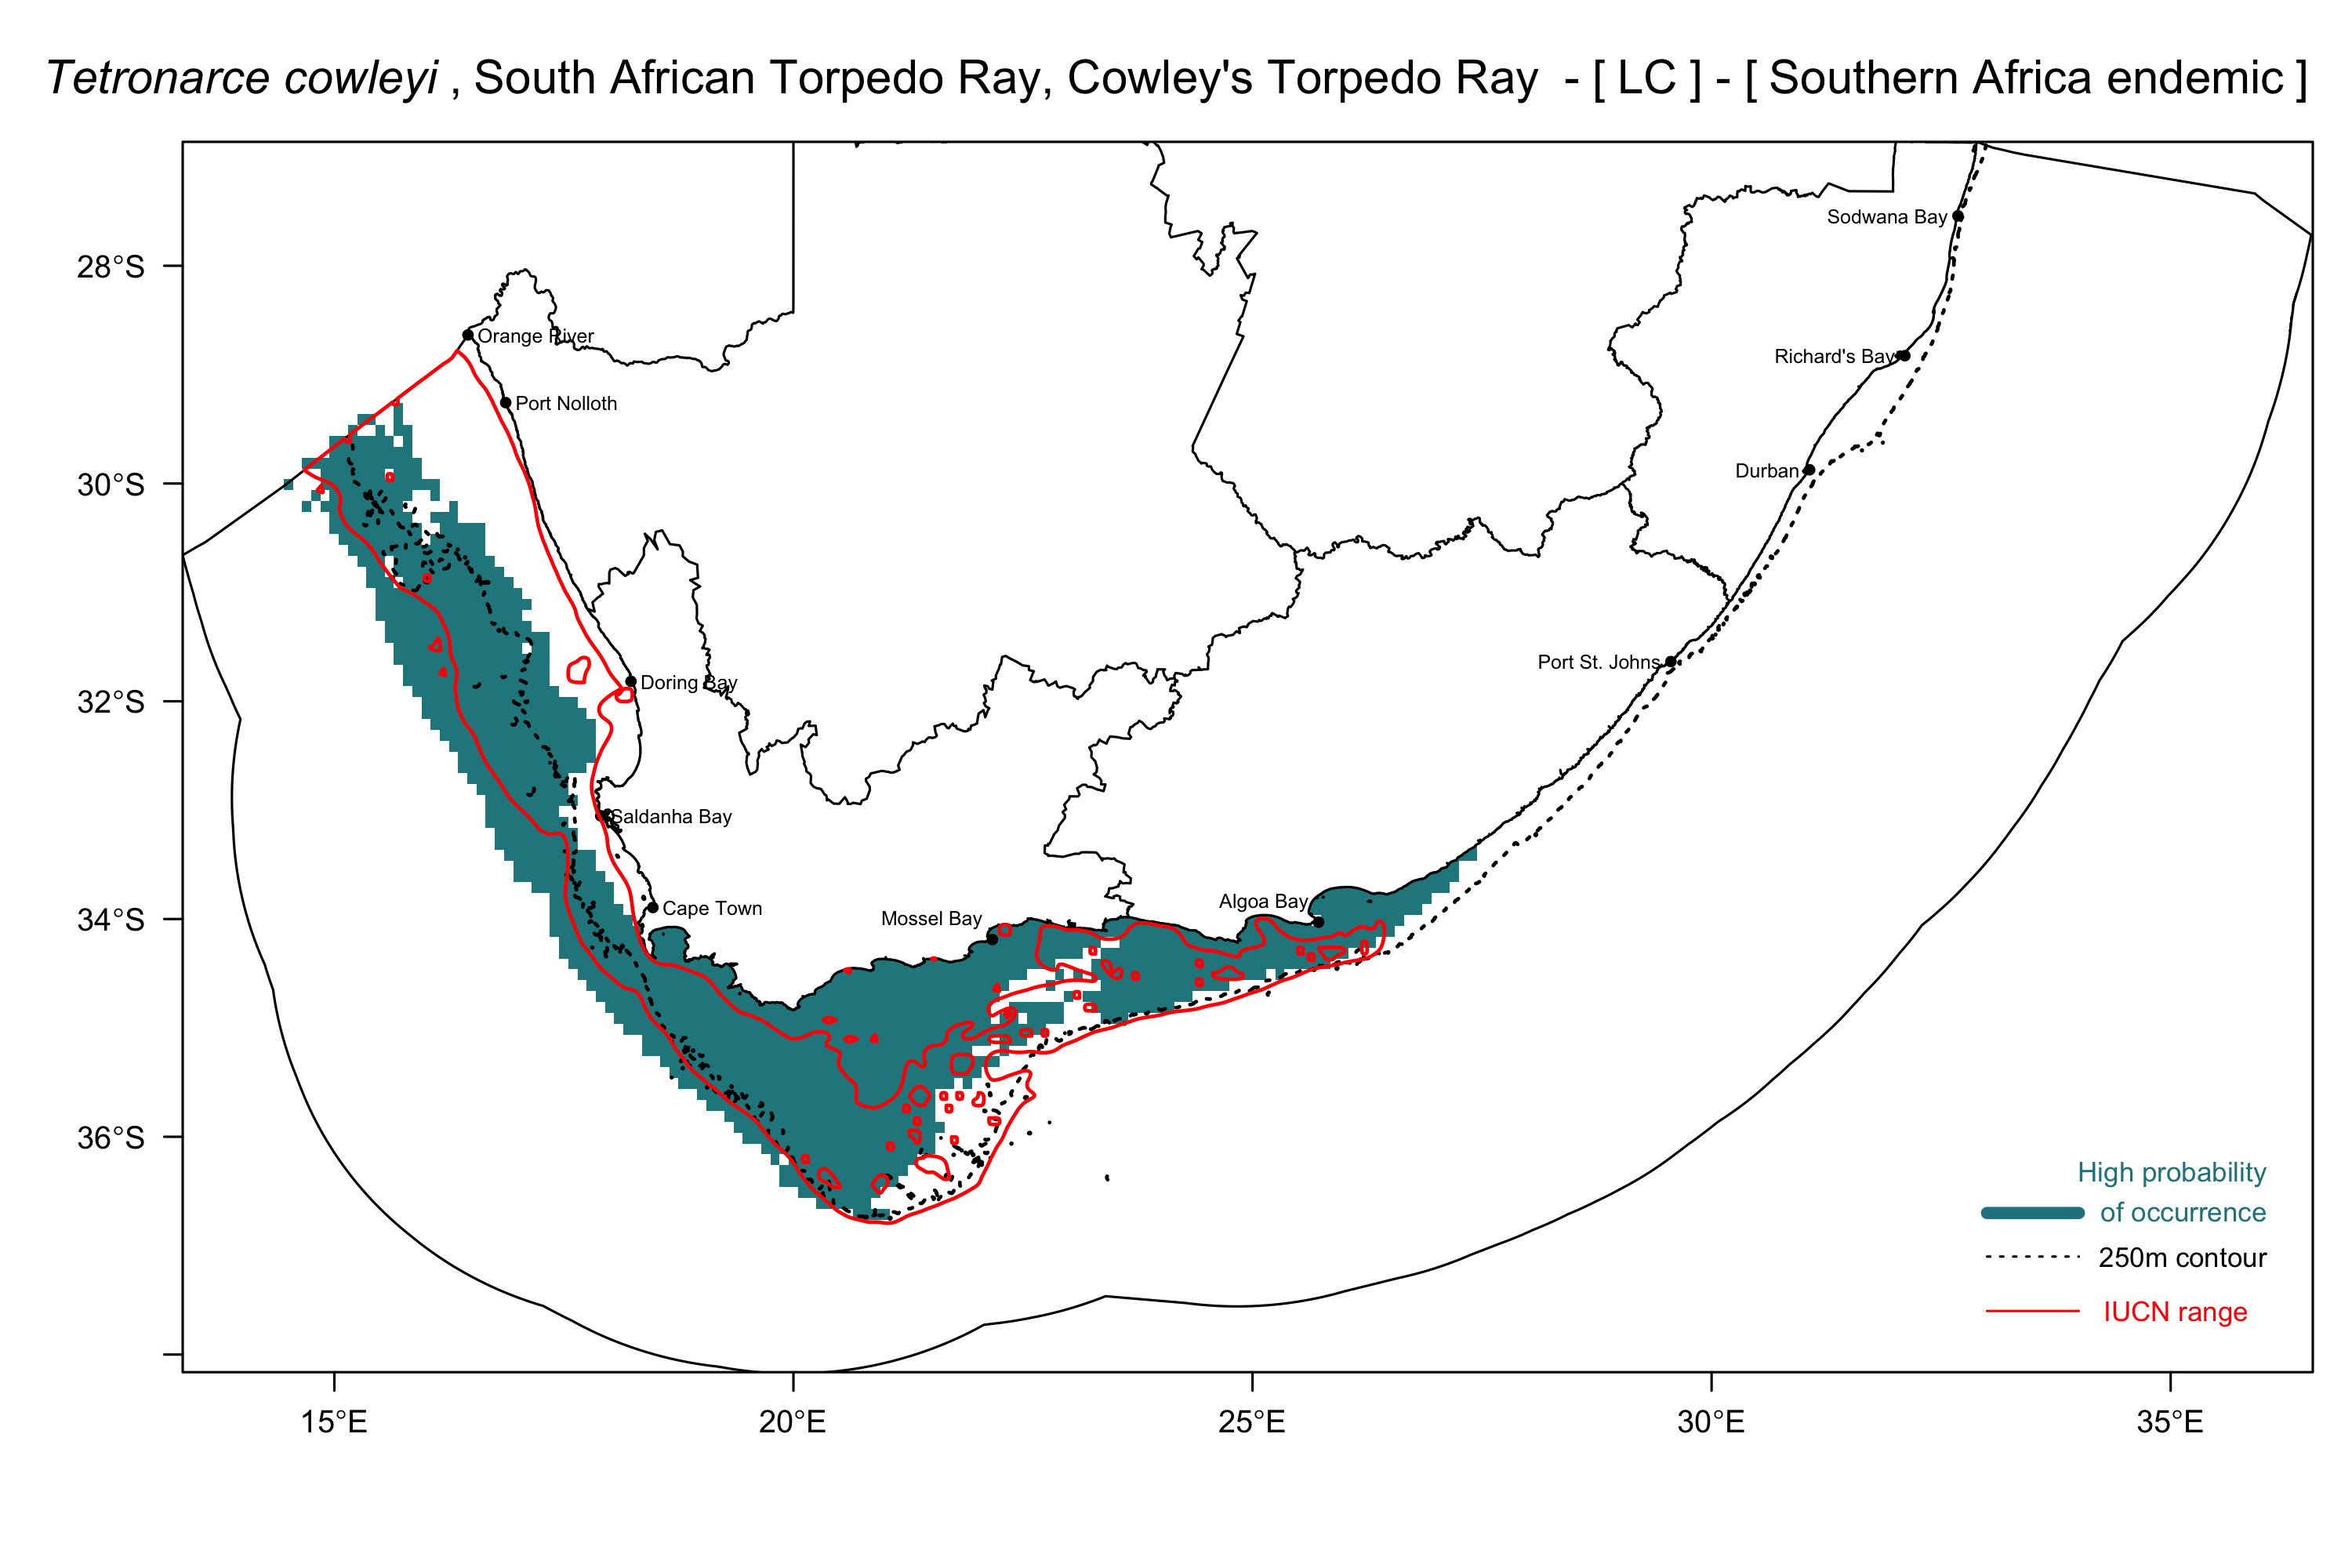 Tetronarce cowleyi , South African Torpedo Ray, Cowley's Torpedo Ray - [ LC ] - [ Southern Africa endemic ]
Sodwana Bay
28°S
Orange River
Richard's Bay
Port Nolloth
Durban
30°S
Port St. Johns
Doring Bay
32°S
Saldanha Bay
Algoa Bay
Cape Town
Mossel Bay
34°S
36°S
High probability
of occurrence
250m contour
IUCN range
15°E
20°E
25°E
30°E
35°E